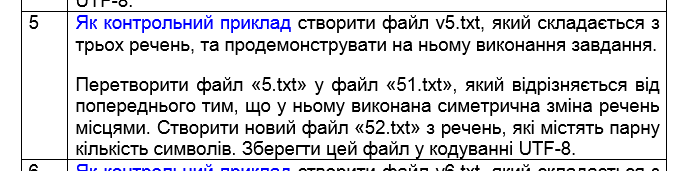 UTF-8.
5 Як контрольний приклад створити файл v5.txt, який складається з
трьох речень, та продемонструвати на ньому виконання завдання.
Перетворити файл «5.txt» у файл «51.txt», який відрізняється від
попереднього тим, що у ньому виконана симетрична зміна речень
місцями. Створити новий файл «52.txt» з речень, які містять парну
кількість символів. Зберегти цей файл у кодуванні UTF-8.
6 Як контрольний приклад створити файл v6.txt, який складається з